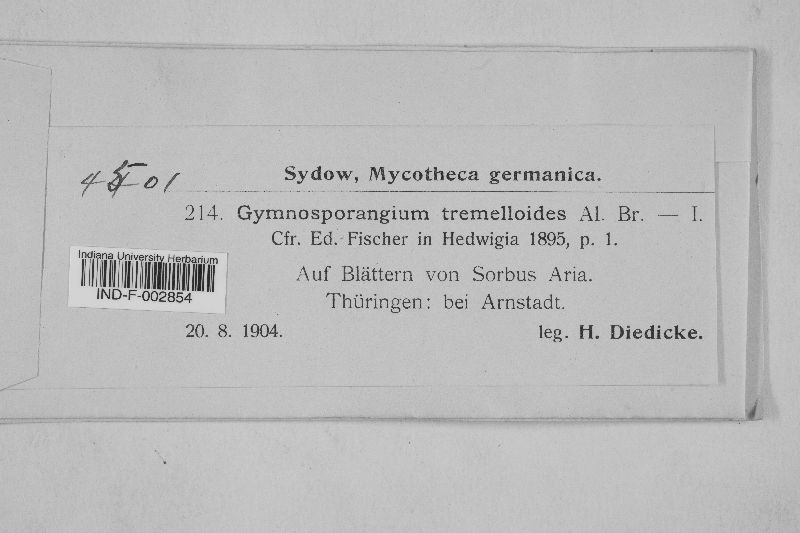 Sydow, Mycotheca germanica.
214. Gymnosporangium tremelloides Al. Br. — I.
Cfr. Ed. Fischer in Hedwigia 1895, p. 1.
Auf Blättern von Sorbus Aria.
Thüringen: bei Arnstadt.
20. 8. 1904. leg. H. Diedicke.
Indiana University Herbarium
IND-F-002854